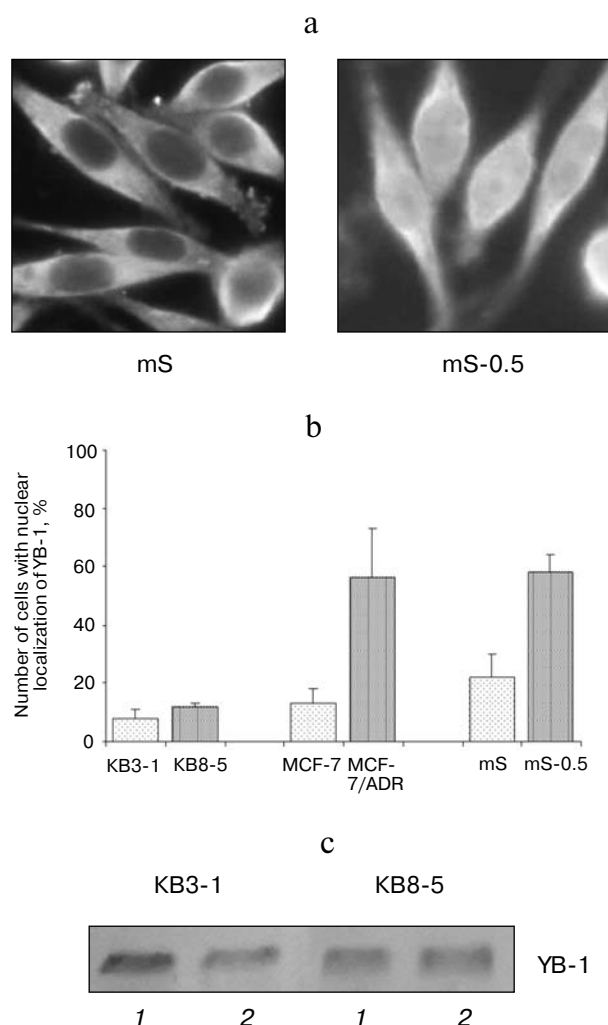 a
mS mS-0.5
b
Number of cells with nuclear
localization of YB-1, %
100
80
60
40
20
0
KB3-1 KB8-5 MCF-7 MCF-
7/ADR mS mS-0.5
c
KB3-1 KB8-5
YB-1
1 2 1 2